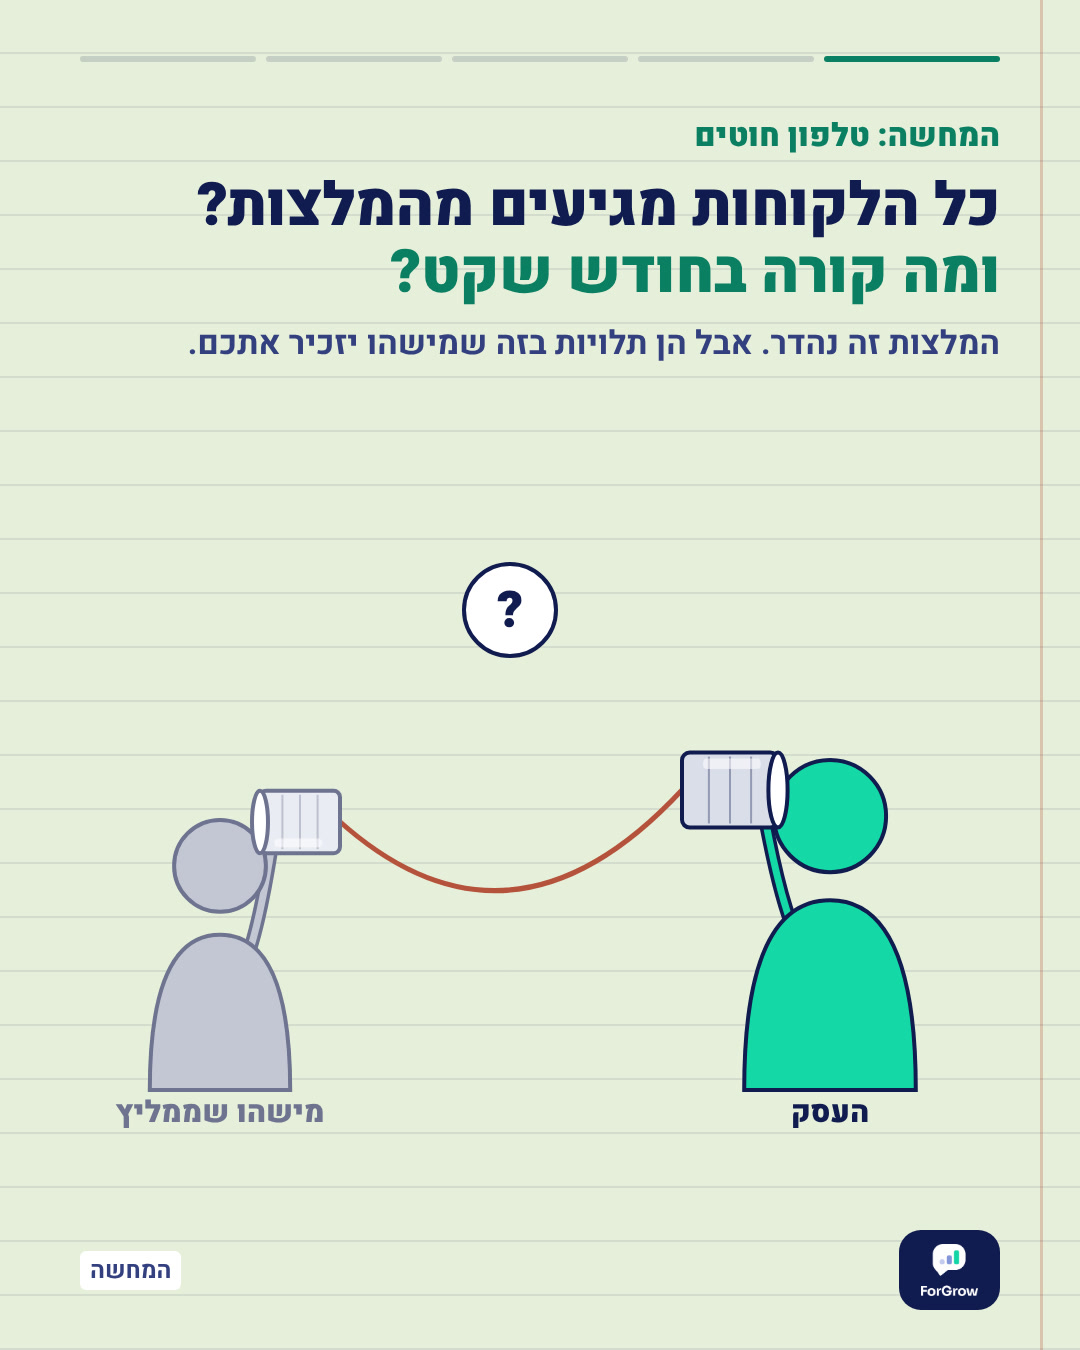 המחשה: טלפון חוטים
כל הלקוחות מגיעים מהמלצות?
ומה קורה בחודש שקט?
המלצות זה נהדר. אבל הן תלויות בזה שמישהו יזכיר אתכם.
?
העסק
מישהו שממליץ
ForGrow
המחשה